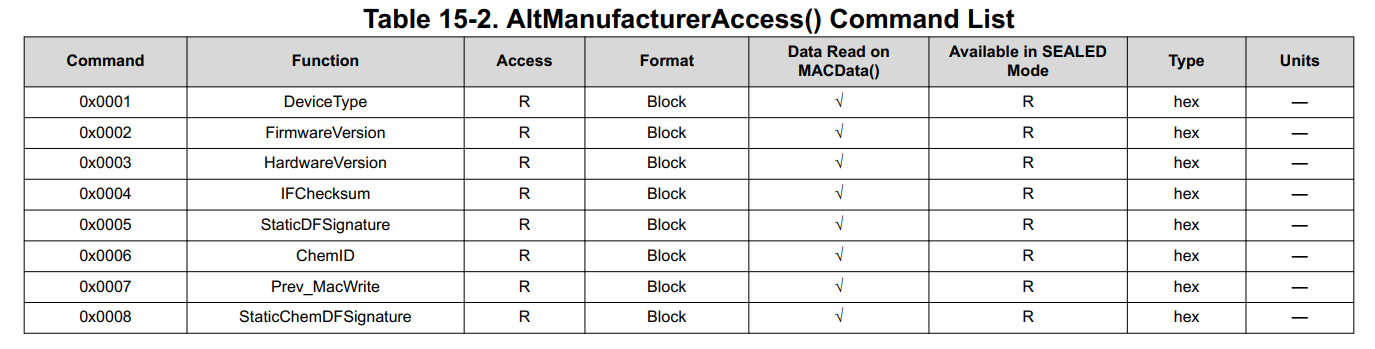 Table 15-2. AltManufacturerAccess() Command List
Command Function Access Format Data Read on MACData() Available in SEALED Mode Type Units
0x0001 DeviceType R Block √ R hex —
0x0002 FirmwareVersion R Block √ R hex —
0x0003 HardwareVersion R Block √ R hex —
0x0004 IFChecksum R Block √ R hex —
0x0005 StaticDFSignature R Block √ R hex —
0x0006 ChemID R Block √ R hex —
0x0007 Prev_MacWrite R Block √ R hex —
0x0008 StaticChemDFSignature R Block √ R hex —